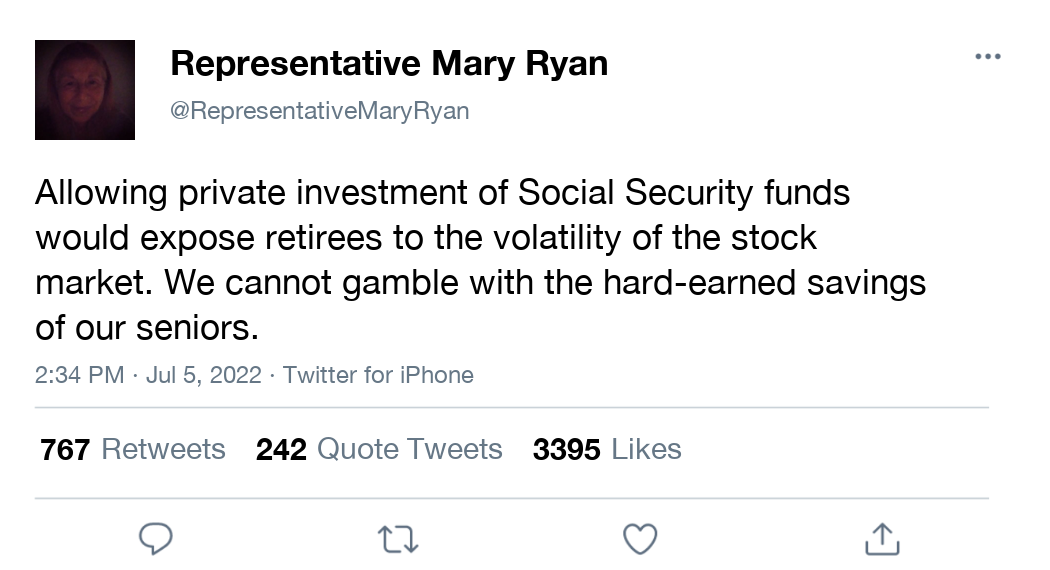 Representative Mary Ryan
@RepresentativeMaryRyan
Allowing private investment of Social Security funds
would expose retirees to the volatility of the stock
market. We cannot gamble with the hard-earned savings
of our seniors.
2:34 PM · Jul 5, 2022 · Twitter for iPhone
767 Retweets 242 Quote Tweets 3395 Likes